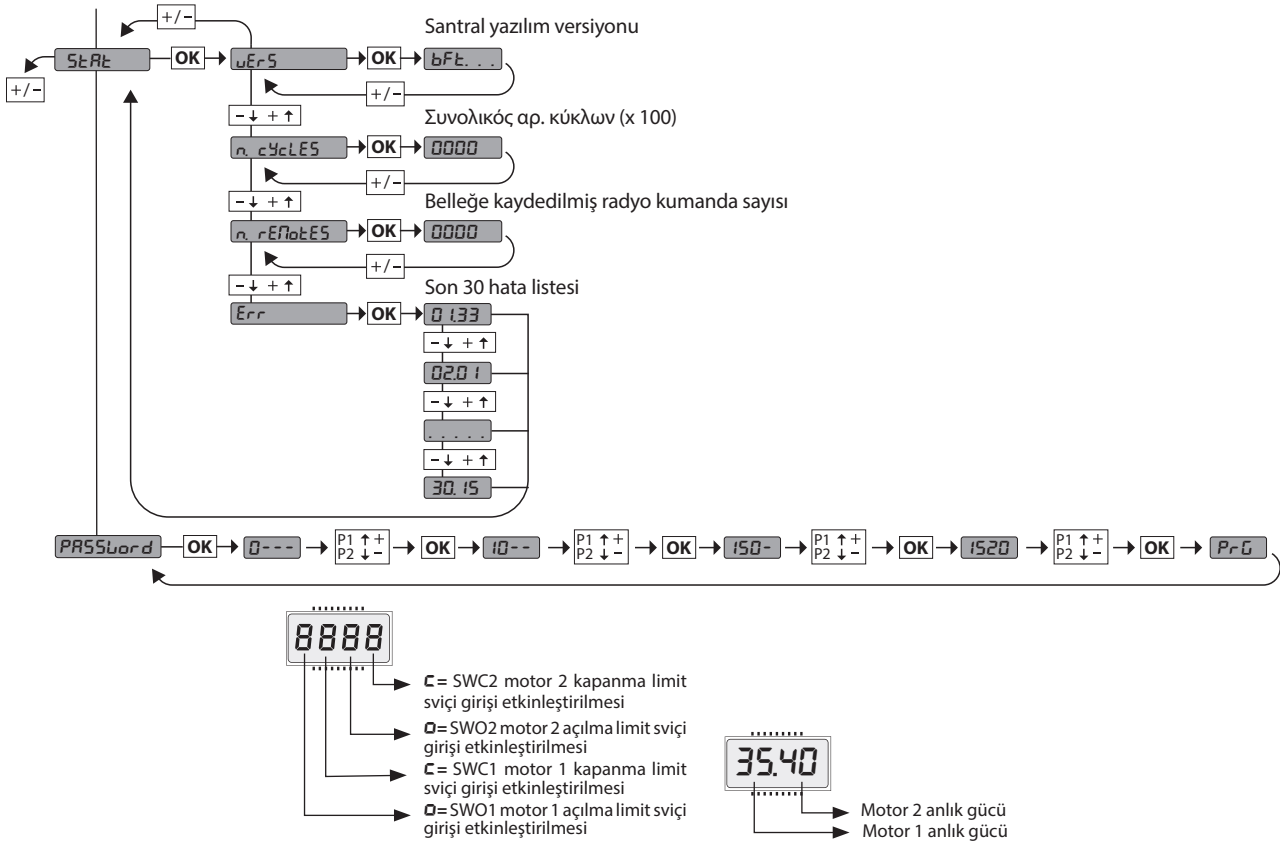 +/-
Santral yazılım versiyonu
StAt OK vErS OK bFt. . .
+/-
+/-
- ↓ + ↑
Συνολικός αρ. κύκλων (x 100)
n. cYcLES OK 0000
+/-
- ↓ + ↑
Belleğe kaydedilmiş radyo kumanda sayısı
n. rEMotES OK 0000
+/-
- ↓ + ↑
Son 30 hata listesi
Err OK 01.33
- ↓ + ↑
02.01
- ↓ + ↑
. . . . .
- ↓ + ↑
30.15
PASSword OK 0--- P1 ↑ + OK 10-- P1 ↑ + OK 150- P1 ↑ + OK 1520 P1 ↑ + OK PrG
P2 ↓ - P2 ↓ - P2 ↓ - P2 ↓ -
8888
C = SWC2 motor 2 kapanma limit
sviçi girişi etkinleştirilmesi
O = SWO2 motor 2 açılma limit sviçi
girişi etkinleştirilmesi
C = SWC1 motor 1 kapanma limit
sviçi girişi etkinleştirilmesi
O = SWO1 motor 1 açılma limit sviçi
girişi etkinleştirilmesi
35.40
Motor 2 anlık gücü
Motor 1 anlık gücü